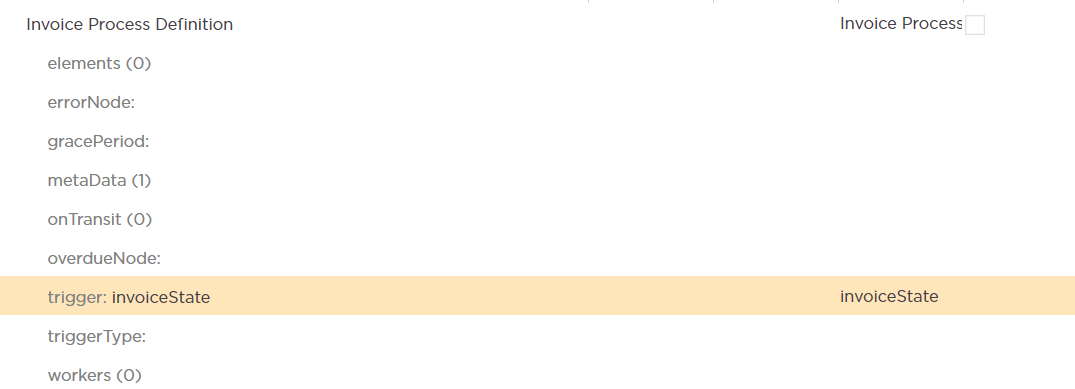 Invoice Process Definition Invoice Process
elements (0)
errorNode:
gracePeriod:
metaData (1)
onTransit (0)
overdueNode:
trigger: invoiceState invoiceState
triggerType:
workers (0)